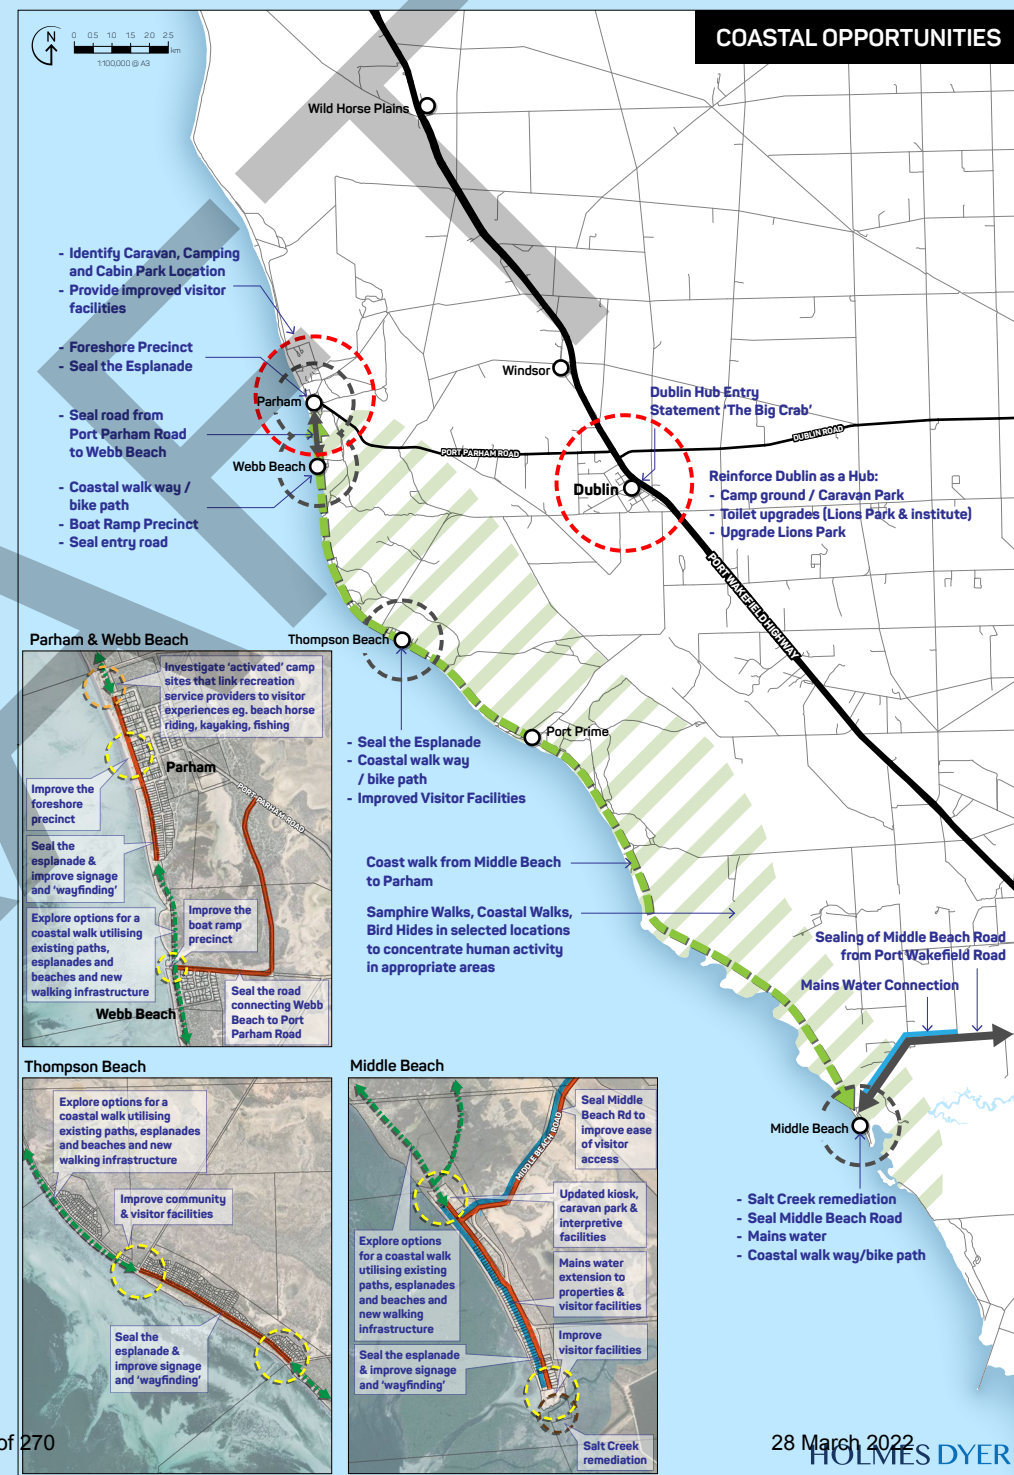 COASTAL OPPORTUNITIES
N
0 0.5 1.0 1.5 2.0 2.5
km
1:100,000 @ A3
Wild Horse Plains
- Identify Caravan, Camping
and Cabin Park Location
- Provide improved visitor
facilities
- Foreshore Precinct
- Seal the Esplanade
Windsor
Dublin Hub Entry
Statement 'The Big Crab'
Parham
- Seal road from
Port Parham Road
to Webb Beach
DUBLIN ROAD
PORT PARHAM ROAD
Webb Beach
Dublin
Reinforce Dublin as a Hub:
- Camp ground / Caravan Park
- Toilet upgrades (Lions Park & institute)
- Upgrade Lions Park
- Coastal walk way /
bike path
- Boat Ramp Precinct
- Seal entry road
PORT WAKEFIELD HIGHWAY
Thompson Beach
Port Prime
- Seal the Esplanade
- Coastal walk way
/ bike path
- Improved Visitor Facilities
Coast walk from Middle Beach
to Parham
Samphire Walks, Coastal Walks,
Bird Hides in selected locations
to concentrate human activity
in appropriate areas
Sealing of Middle Beach Road
from Port Wakefield Road
Mains Water Connection
Middle Beach
- Salt Creek remediation
- Seal Middle Beach Road
- Mains water
- Coastal walk way/bike path
Parham & Webb Beach
Investigate 'activated' camp
sites that link recreation
service providers to visitor
experiences eg. beach horse
riding, kayaking, fishing
Parham
PORT PARHAM ROAD
Improve the
foreshore
precinct
Seal the
esplanade &
improve signage
and 'wayfinding'
Improve the
boat ramp
precinct
Explore options for a
coastal walk utilising
existing paths,
esplanades and
beaches and new
walking infrastructure
Webb Beach
Seal the road
connecting Webb
Beach to Port
Parham Road
Thompson Beach
Explore options for a
coastal walk utilising
existing paths, esplanades
and beaches and new
walking infrastructure
Improve community
& visitor facilities
Seal the
esplanade &
improve signage
and 'wayfinding'
Middle Beach
Seal Middle
Beach Rd to
improve ease
of visitor
access
MIDDLE BEACH ROAD
Updated kiosk,
caravan park &
interpretive
facilities
Explore options
for a coastal walk
utilising existing
paths, esplanades
and beaches and
new walking
infrastructure
Mains water
extension to
properties &
visitor facilities
Improve
visitor facilities
Seal the esplanade
& improve signage
and 'wayfinding'
Salt Creek
remediation
of 270
28 March 2022
HOLMES DYER